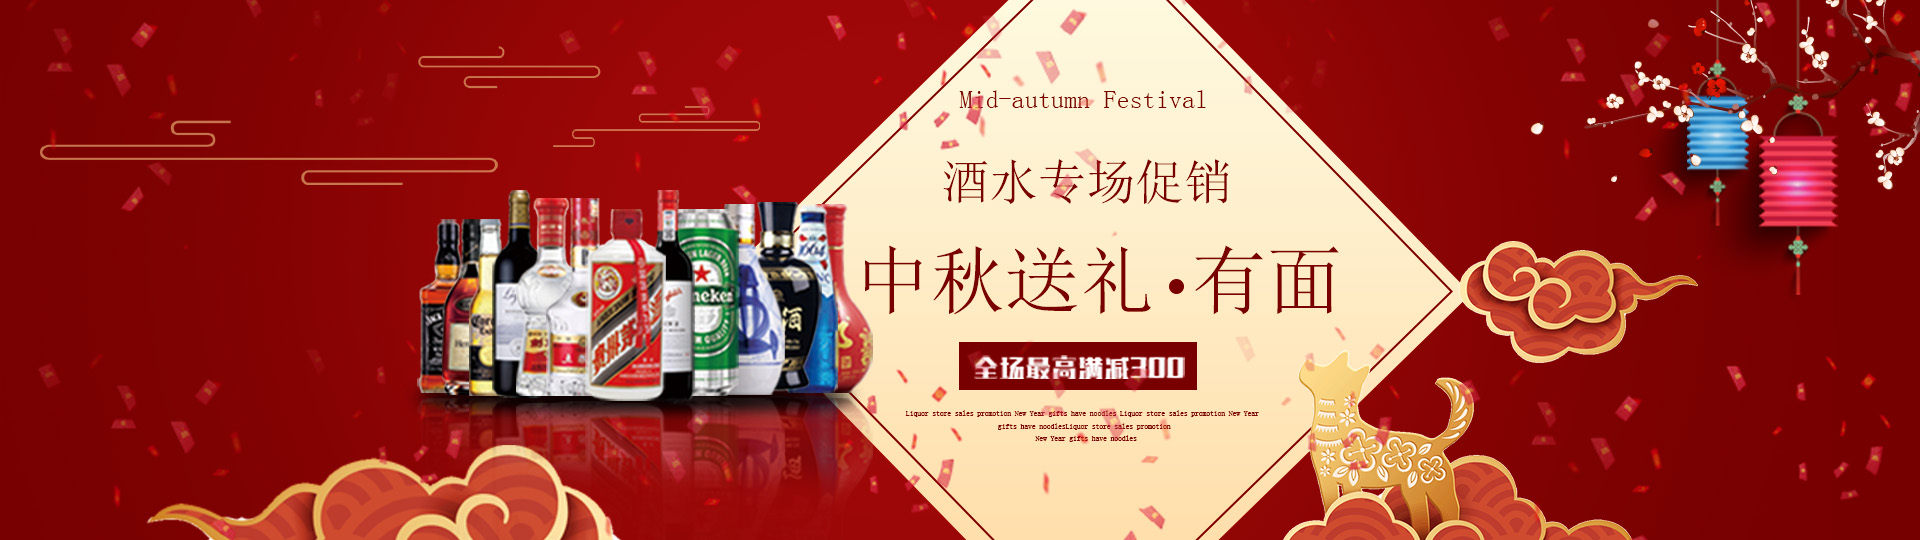 Mid-autumn Festival
酒水专场促销
中秋送礼·有面
全场最高满减300
Liquor store sales promotion New Year gifts have noodles Liquor store sales promotion New Year
gifts have noodlesLiquor store sales promotion
New Year gifts have noodles